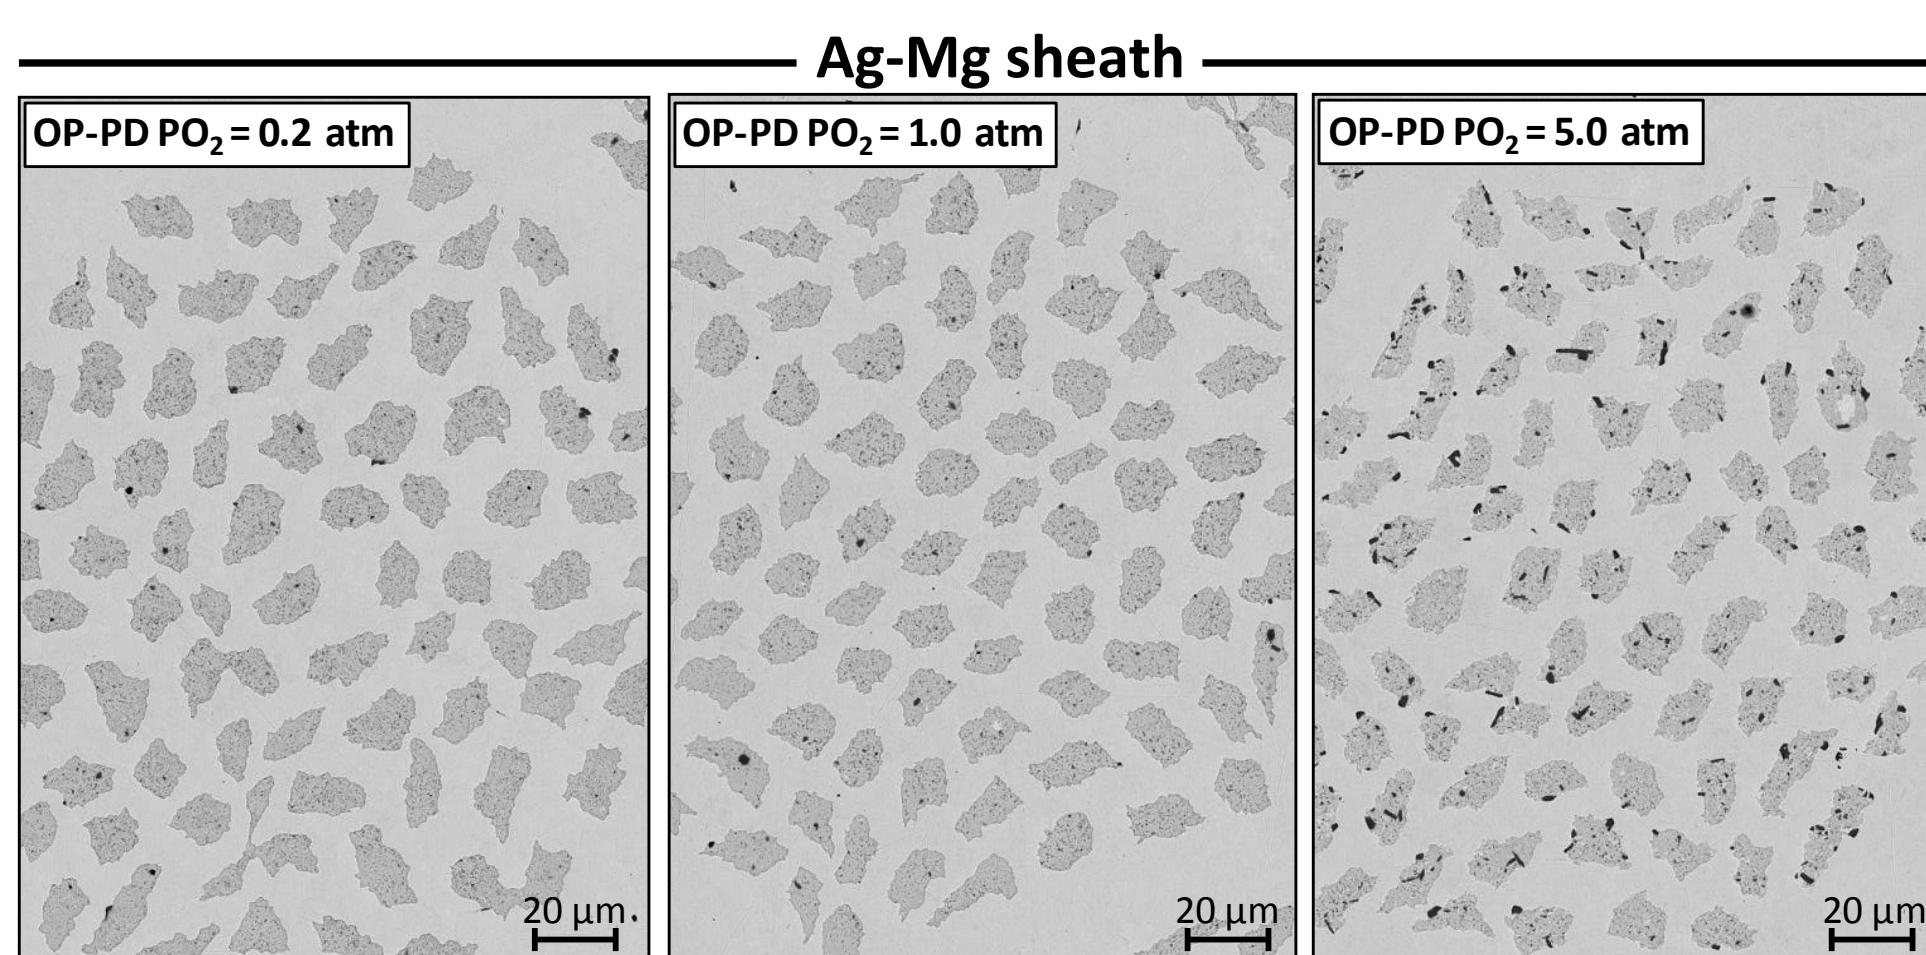 Ag-Mg sheath
OP-PD PO₂ = 0.2 atm
OP-PD PO₂ = 1.0 atm
OP-PD PO₂ = 5.0 atm
20 µm
20 µm
20 µm